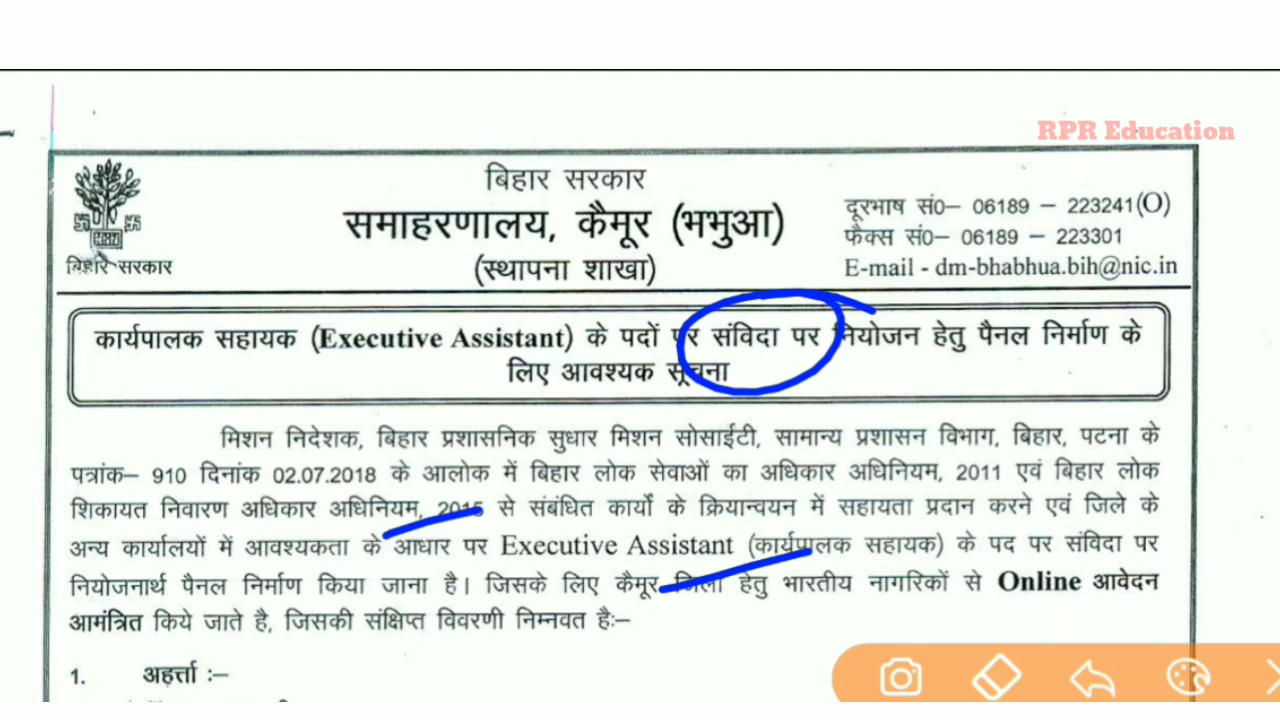 RPR Education
बिहार सरकार
समाहरणालय, कैमूर (भभुआ)
(स्थापना शाखा)
दूरभाष सं0– 06189 – 223241(O)
फैक्स सं0– 06189 – 223301
E-mail - dm-bhabhua.bih@nic.in
बिहार सरकार
कार्यपालक सहायक (Executive Assistant) के पदों पर संविदा पर नियोजन हेतु पैनल निर्माण के
लिए आवश्यक सूचना
मिशन निदेशक, बिहार प्रशासनिक सुधार मिशन सोसाईटी, सामान्य प्रशासन विभाग, बिहार, पटना के
पत्रांक– 910 दिनांक 02.07.2018 के आलोक में बिहार लोक सेवाओं का अधिकार अधिनियम, 2011 एवं बिहार लोक
शिकायत निवारण अधिकार अधिनियम, 2015 से संबंधित कार्यों के क्रियान्वयन में सहायता प्रदान करने एवं जिले के
अन्य कार्यालयों में आवश्यकता के आधार पर Executive Assistant (कार्यपालक सहायक) के पद पर संविदा पर
नियोजनार्थ पैनल निर्माण किया जाना है। जिसके लिए कैमूर जिला हेतु भारतीय नागरिकों से Online आवेदन
आमंत्रित किये जाते है, जिसकी संक्षिप्त विवरणी निम्नवत हैः–
1. अहर्त्ता :–